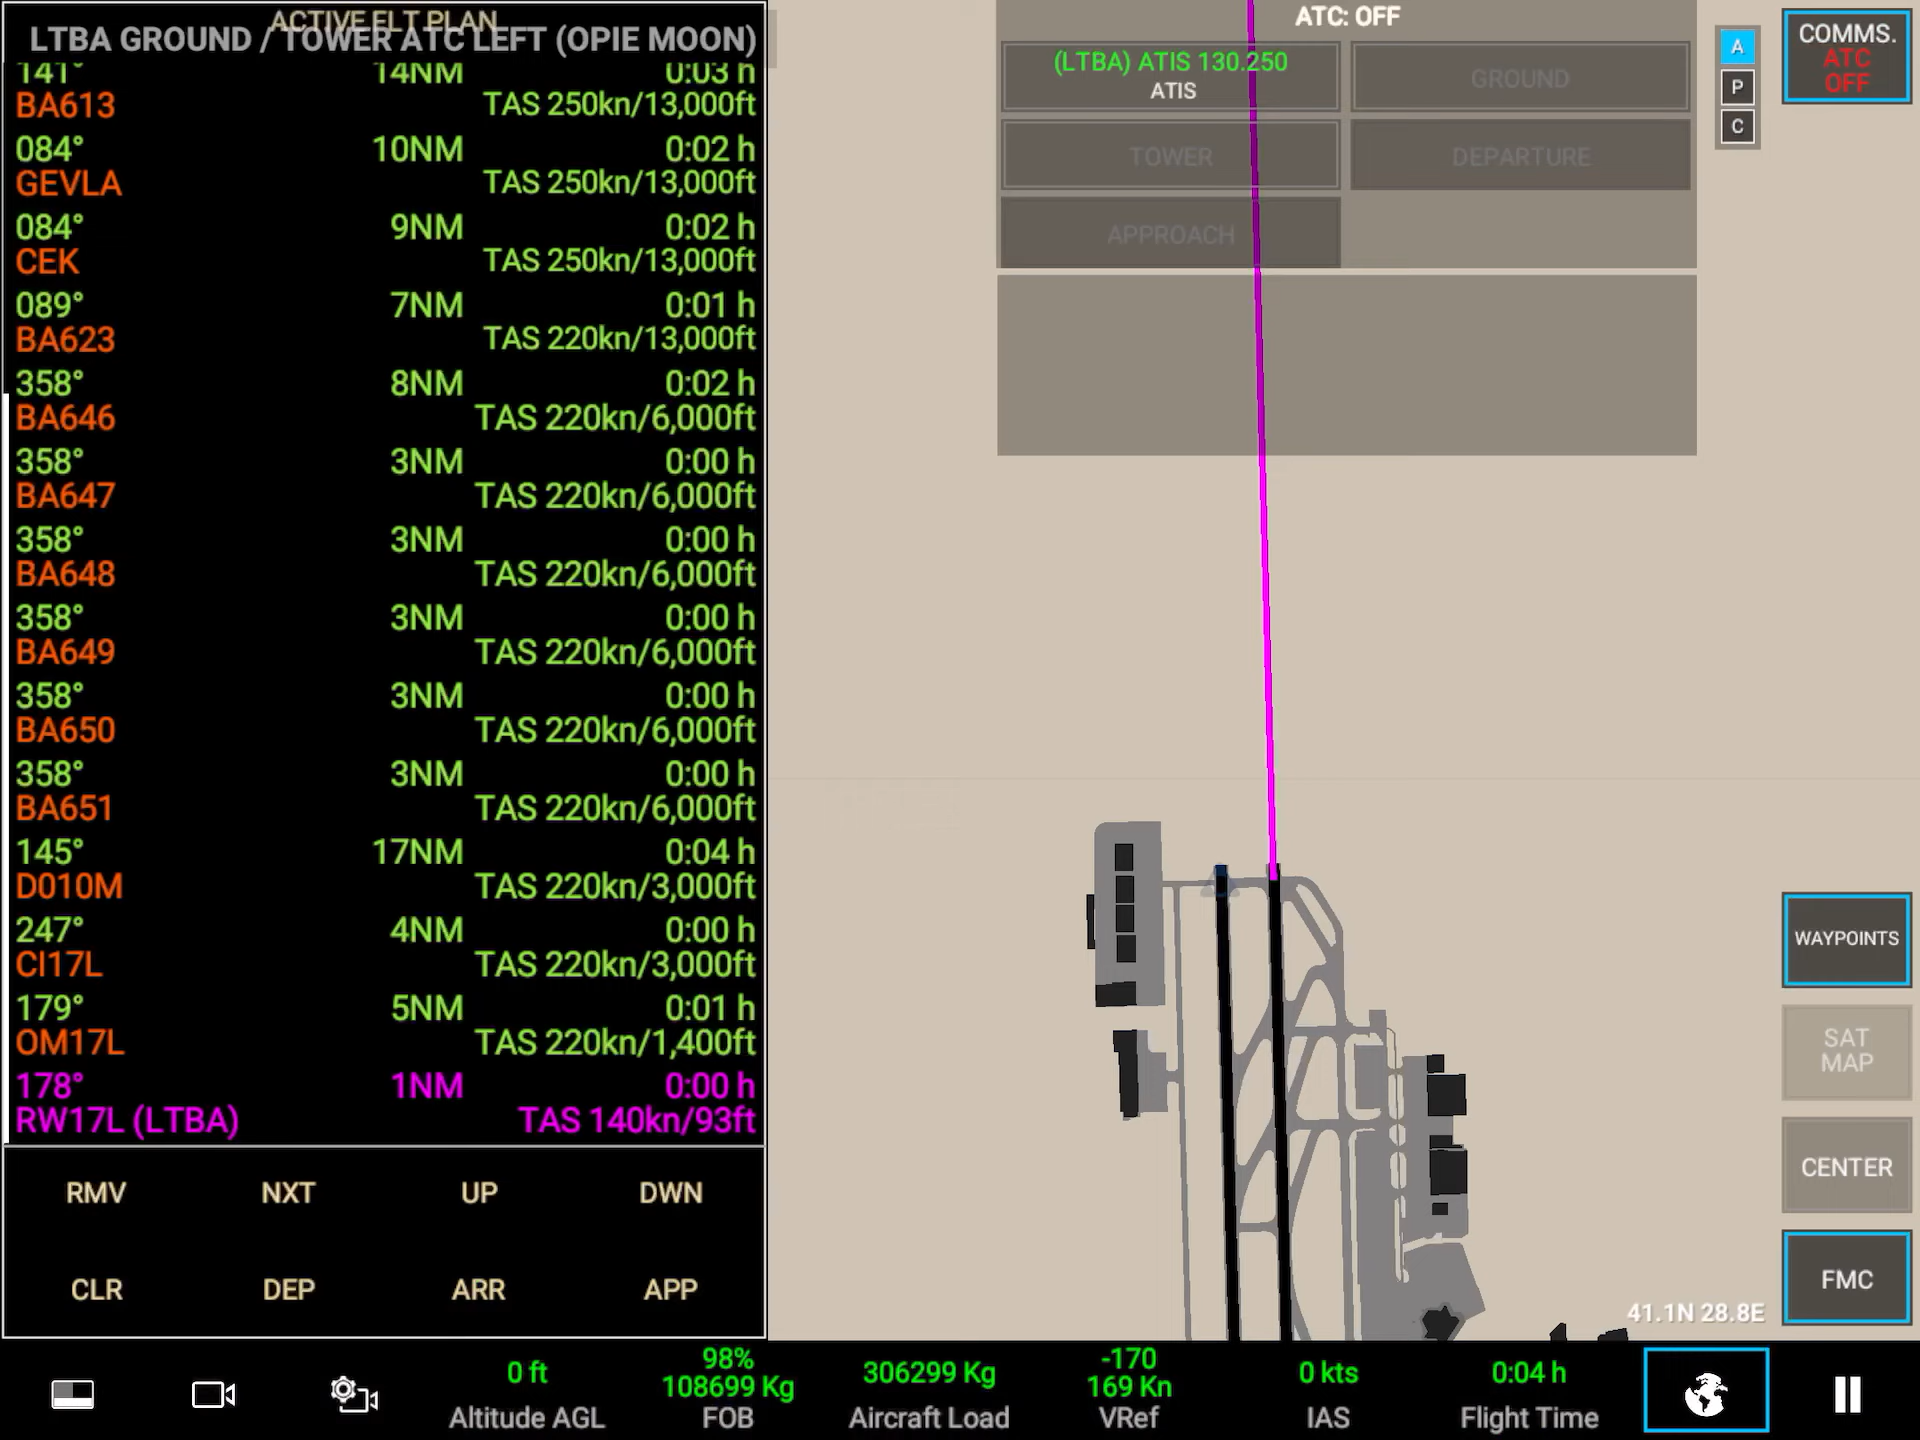 ACTIVE FLT PLAN
LTBA GROUND / TOWER ATC LEFT (OPIE MOON)
141° 14NM 0:03 h
BA613 TAS 250kn/13,000ft
084° 10NM 0:02 h
GEVLA TAS 250kn/13,000ft
084° 9NM 0:02 h
CEK TAS 250kn/13,000ft
089° 7NM 0:01 h
BA623 TAS 220kn/13,000ft
358° 8NM 0:02 h
BA646 TAS 220kn/6,000ft
358° 3NM 0:00 h
BA647 TAS 220kn/6,000ft
358° 3NM 0:00 h
BA648 TAS 220kn/6,000ft
358° 3NM 0:00 h
BA649 TAS 220kn/6,000ft
358° 3NM 0:00 h
BA650 TAS 220kn/6,000ft
358° 3NM 0:00 h
BA651 TAS 220kn/6,000ft
145° 17NM 0:04 h
D010M TAS 220kn/3,000ft
247° 4NM 0:00 h
CI17L TAS 220kn/3,000ft
179° 5NM 0:01 h
OM17L TAS 220kn/1,400ft
178° 1NM 0:00 h
RW17L (LTBA) TAS 140kn/93ft
RMV NXT UP DWN
CLR DEP ARR APP
ATC: OFF
(LTBA) ATIS 130.250
ATIS
GROUND
TOWER
DEPARTURE
APPROACH
A
P
C
COMMS.
ATC
OFF
WAYPOINTS
SAT
MAP
CENTER
FMC
41.1N 28.8E
0 ft
Altitude AGL
98%
108699 Kg
FOB
306299 Kg
Aircraft Load
-170
169 Kn
VRef
0 kts
IAS
0:04 h
Flight Time